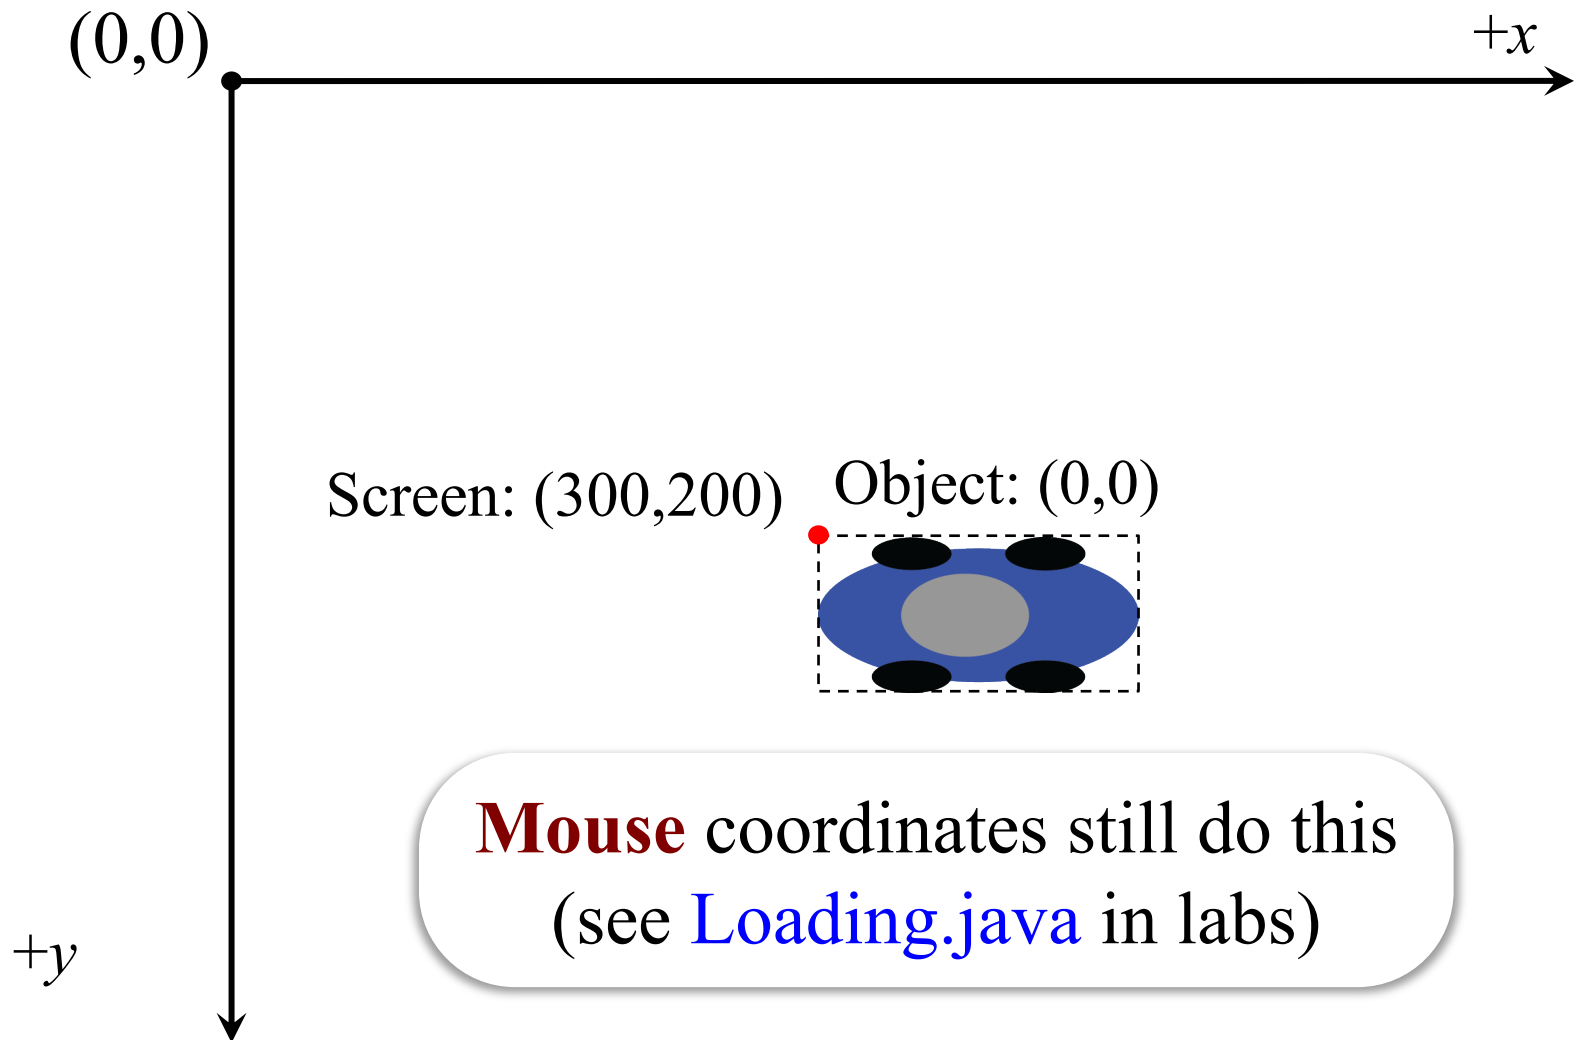 (0,0)
+x
Screen: (300,200)
Object: (0,0)
Mouse coordinates still do this
(see Loading.java in labs)
+y